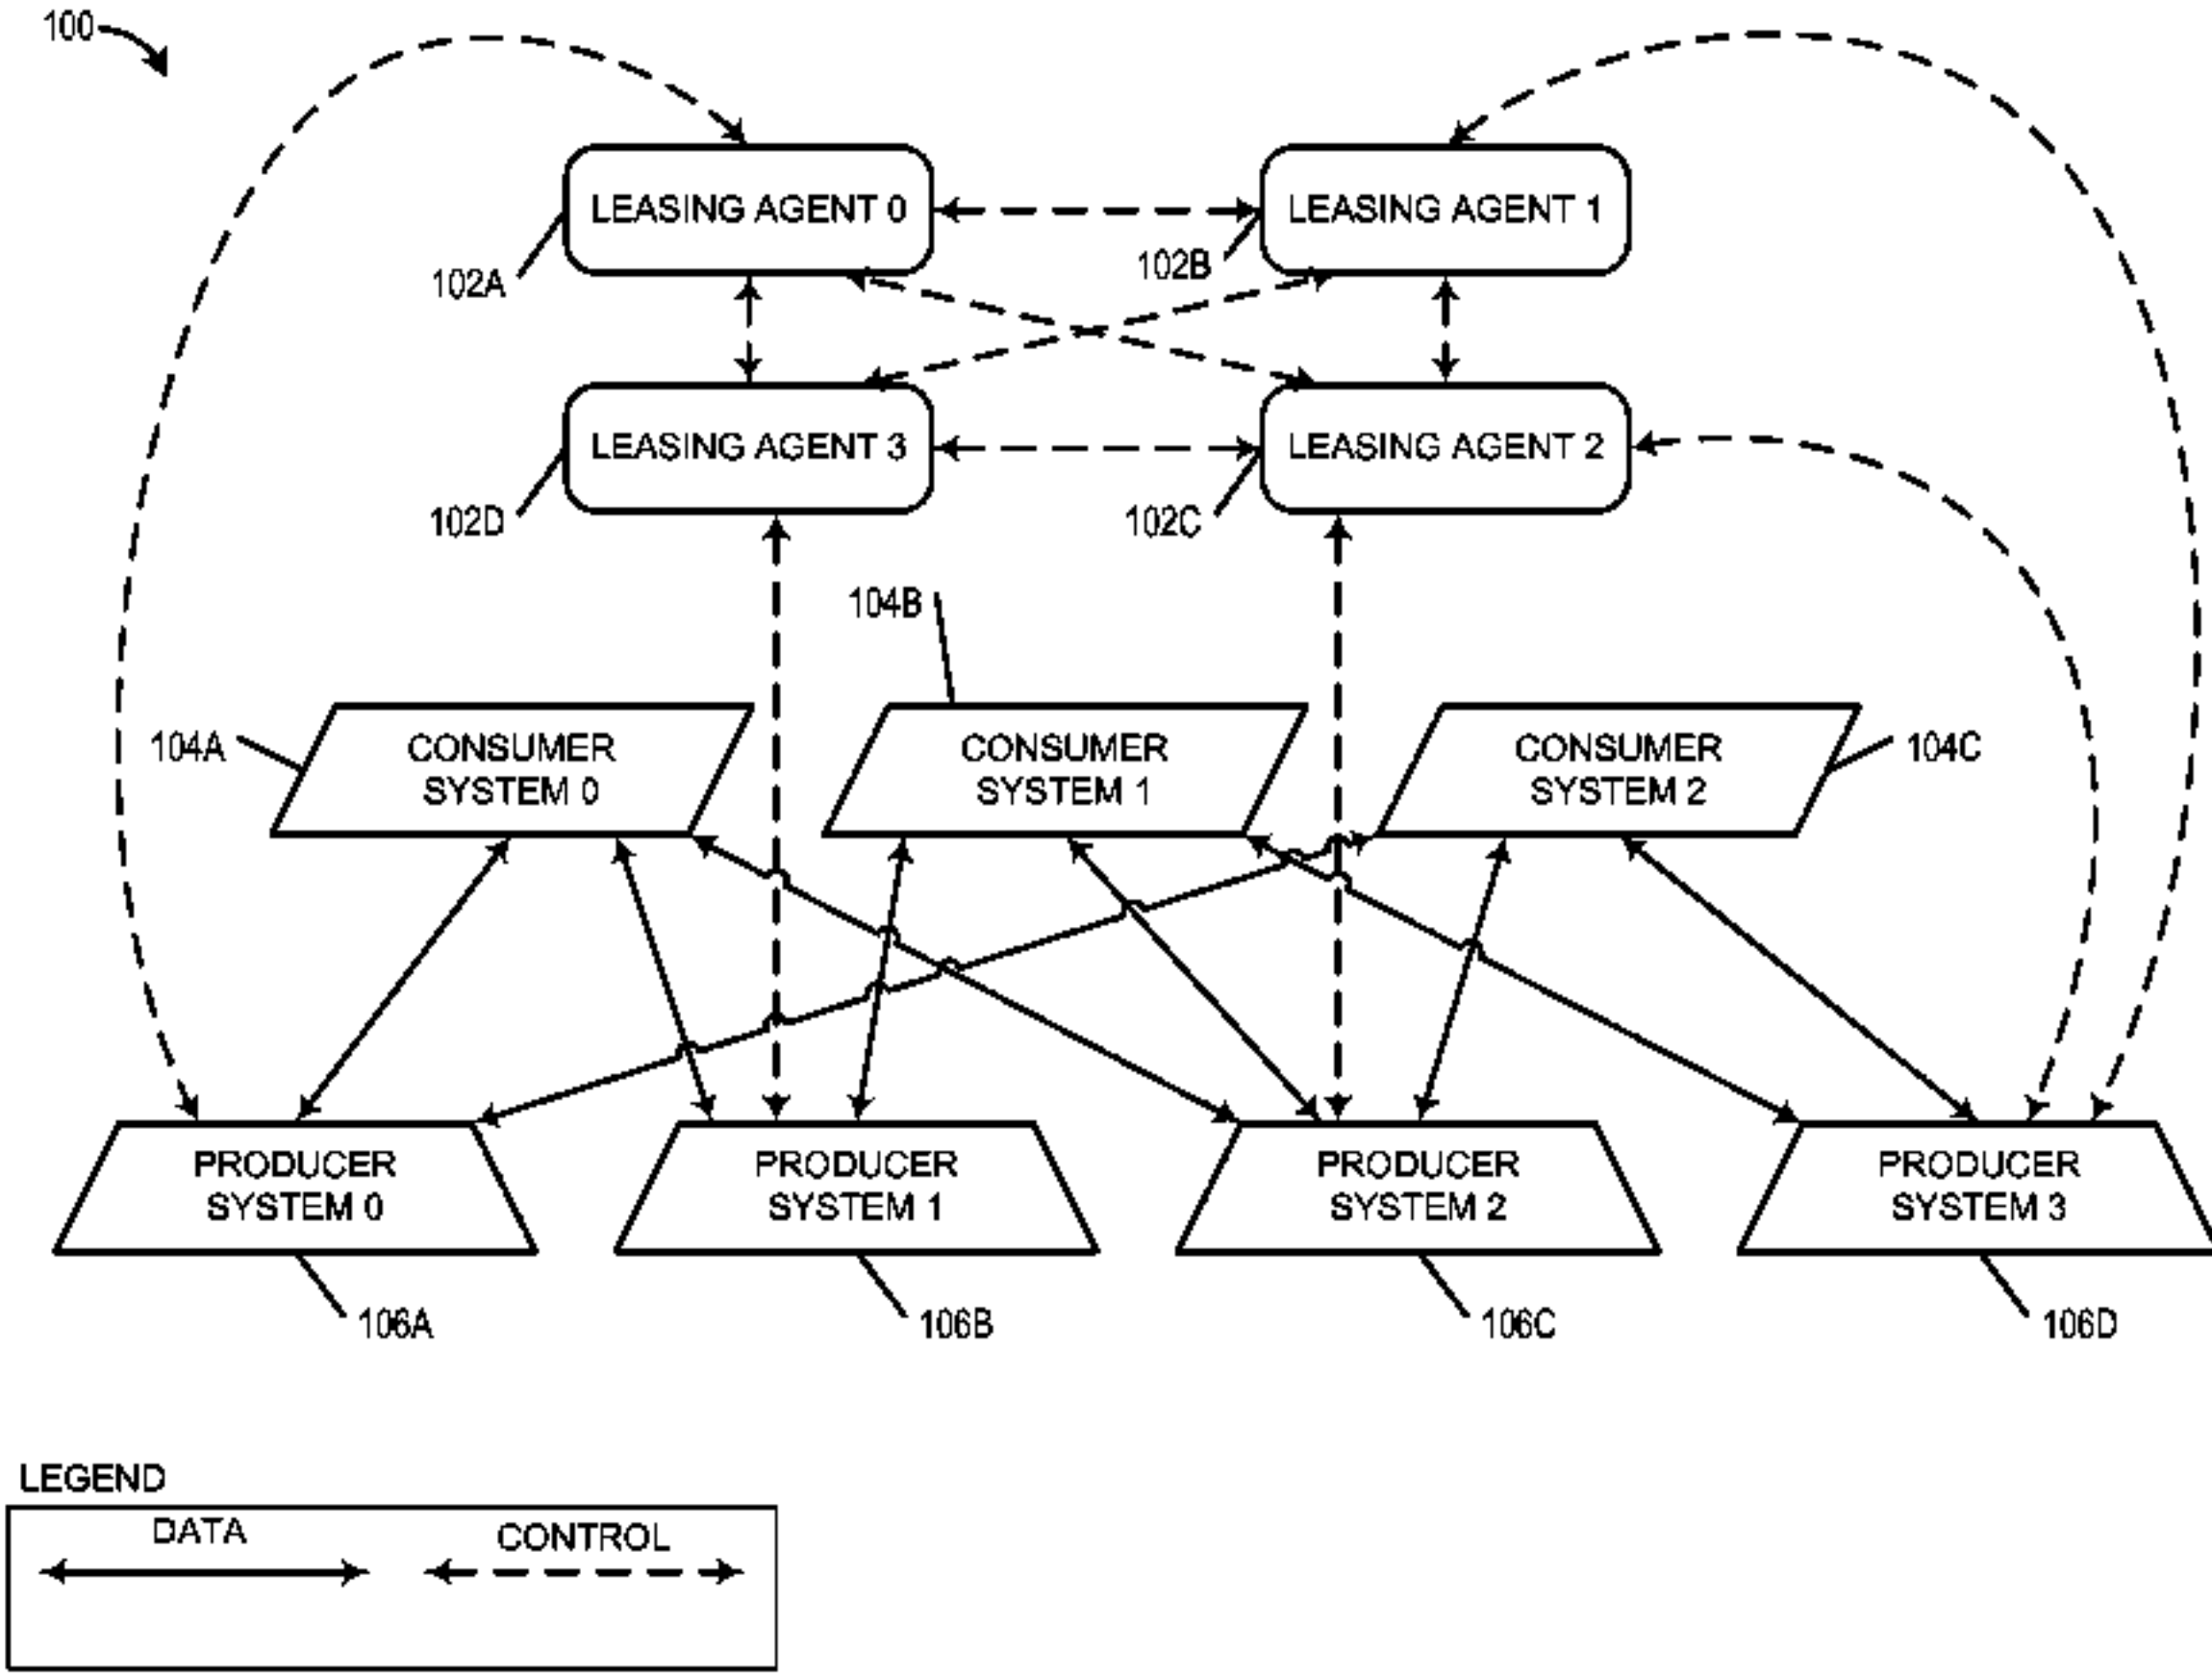 100
LEASING AGENT 0
LEASING AGENT 1
102A
102B
LEASING AGENT 3
LEASING AGENT 2
102D
102C
104B
104A
CONSUMER
SYSTEM 0
CONSUMER
SYSTEM 1
CONSUMER
SYSTEM 2
104C
PRODUCER
SYSTEM 0
PRODUCER
SYSTEM 1
PRODUCER
SYSTEM 2
PRODUCER
SYSTEM 3
106A
106B
106C
106D
LEGEND
DATA
CONTROL